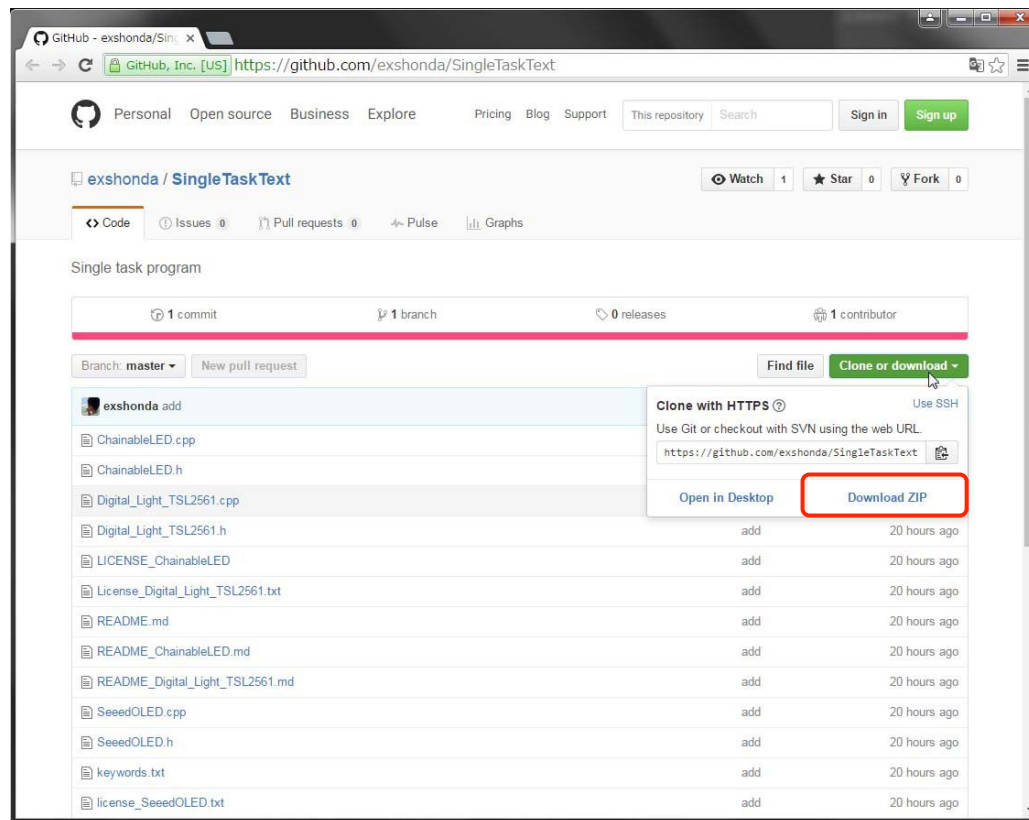 GitHub - exshonda/Sin
GitHub, Inc. [US] https://github.com/exshonda/SingleTaskText
Personal Open source Business Explore Pricing Blog Support This repository Search Sign in Sign up
exshonda / SingleTaskText Watch 1 Star 0 Fork 0
Code Issues 0 Pull requests 0 Pulse Graphs
Single task program
1 commit 1 branch 0 releases 1 contributor
Branch: master New pull request Find file Clone or download
exshonda add
Clone with HTTPS Use SSH
Use Git or checkout with SVN using the web URL.
https://github.com/exshonda/SingleTaskText
Open in Desktop Download ZIP
ChainableLED.cpp
ChainableLED.h
Digital_Light_TSL2561.cpp
Digital_Light_TSL2561.h add 20 hours ago
LICENSE_ChainableLED add 20 hours ago
License_Digital_Light_TSL2561.txt add 20 hours ago
README.md add 20 hours ago
README_ChainableLED.md add 20 hours ago
README_Digital_Light_TSL2561.md add 20 hours ago
SeeedOLED.cpp add 20 hours ago
SeeedOLED.h add 20 hours ago
keywords.txt add 20 hours ago
license_SeeedOLED.txt add 20 hours ago